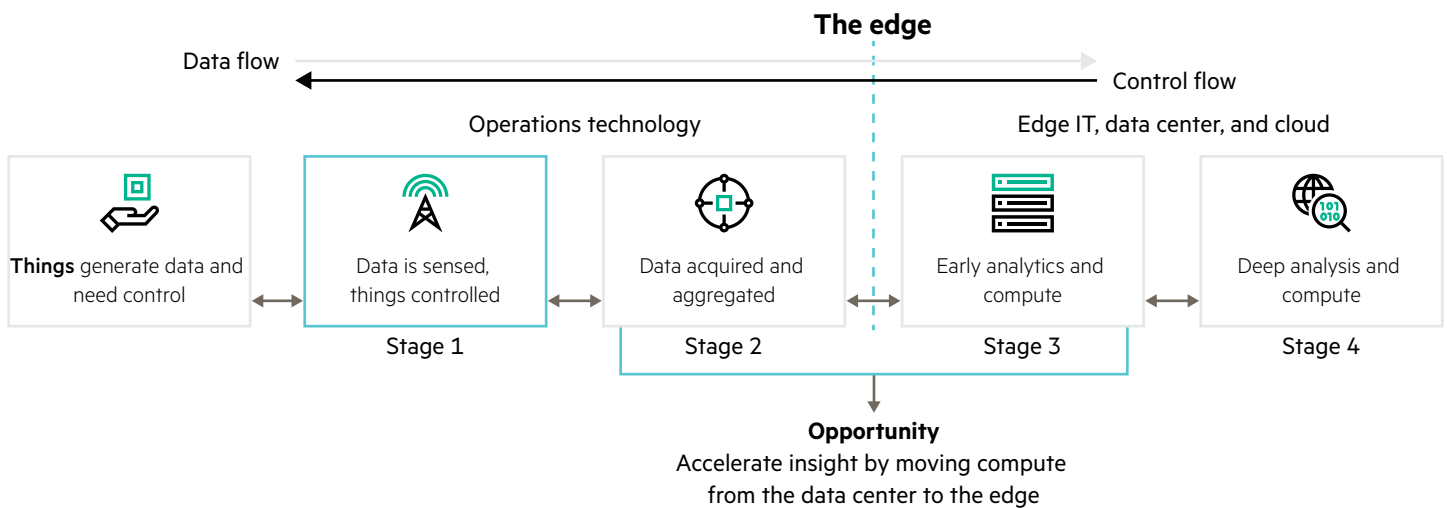 The edge
Data flow
Control flow
Operations technology
Edge IT, data center, and cloud
Things generate data and
need control
Data is sensed,
things controlled
Data acquired and
aggregated
Early analytics and
compute
101
010
Deep analysis and
compute
Stage 1
Stage 2
Stage 3
Stage 4
Opportunity
Accelerate insight by moving compute
from the data center to the edge